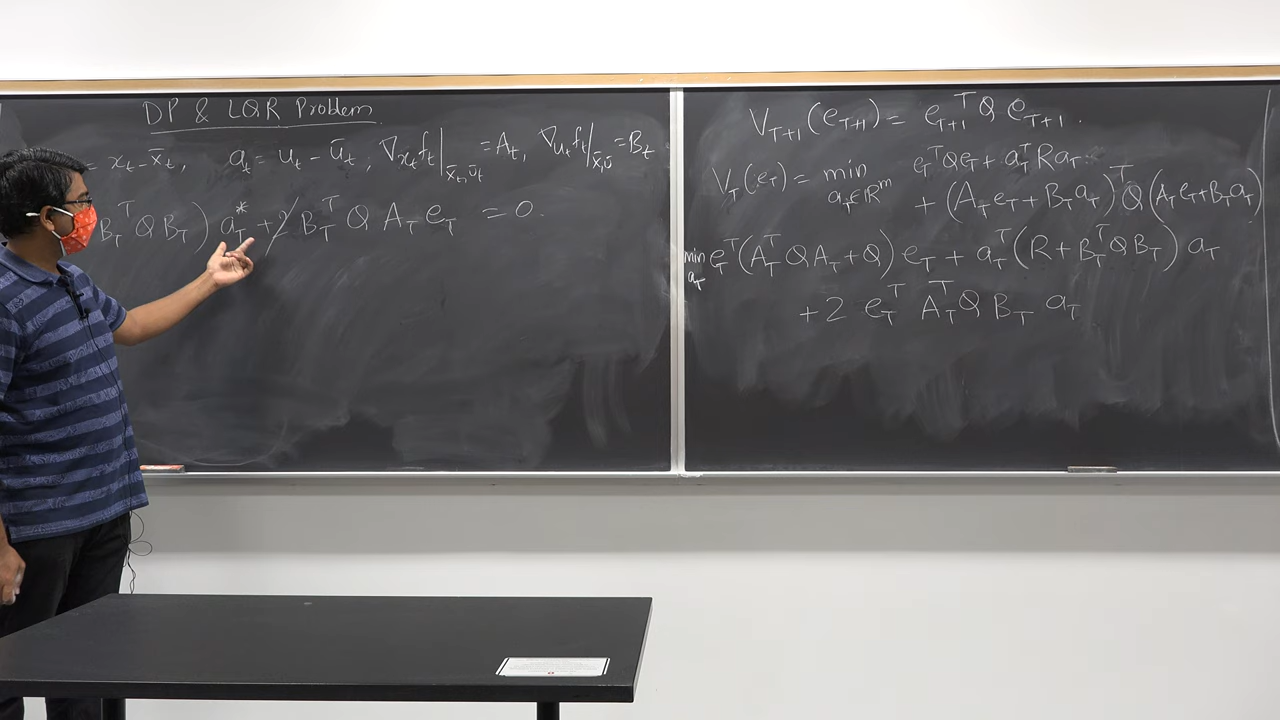 DP & LQR Problem
= x_t - x̄_t, a_t = u_t - ū_t, ∇_{x_t} f_t|_{x̄_t, ū_t} = A_t, ∇_{u_t} f_t|_{x̄, ū} = B_t
B_T^T Q B_T) a_T^* + 2 B_T^T Q A_T e_T = 0.
V_{T+1}(e_{T+1}) = e_{T+1}^T Q e_{T+1}.
V_T(e_T) = min_{a_T ∈ ℝ^m} e_T^T Q e_T + a_T^T R a_T
+ (A_T e_T + B_T a_T)^T Q (A_T e_T + B_T a_T)
min_{a_T} e_T^T (A_T^T Q A_T + Q) e_T + a_T^T (R + B_T^T Q B_T) a_T
+ 2 e_T^T A_T^T Q B_T a_T